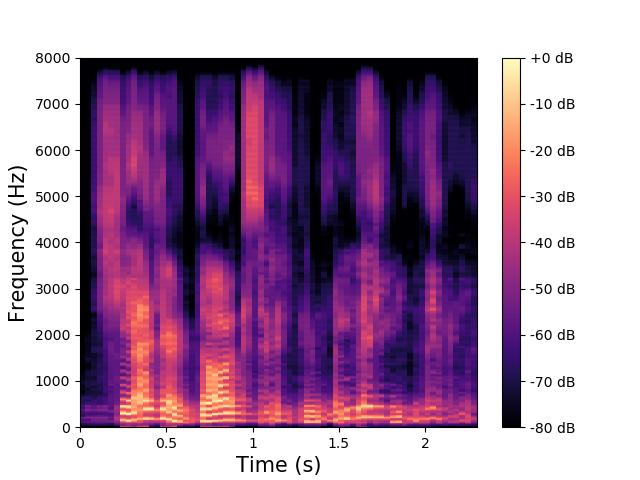 8000
7000
6000
5000
4000
3000
2000
1000
0
Frequency (Hz)
0
0.5
1
1.5
2
Time (s)
+0 dB
-10 dB
-20 dB
-30 dB
-40 dB
-50 dB
-60 dB
-70 dB
-80 dB